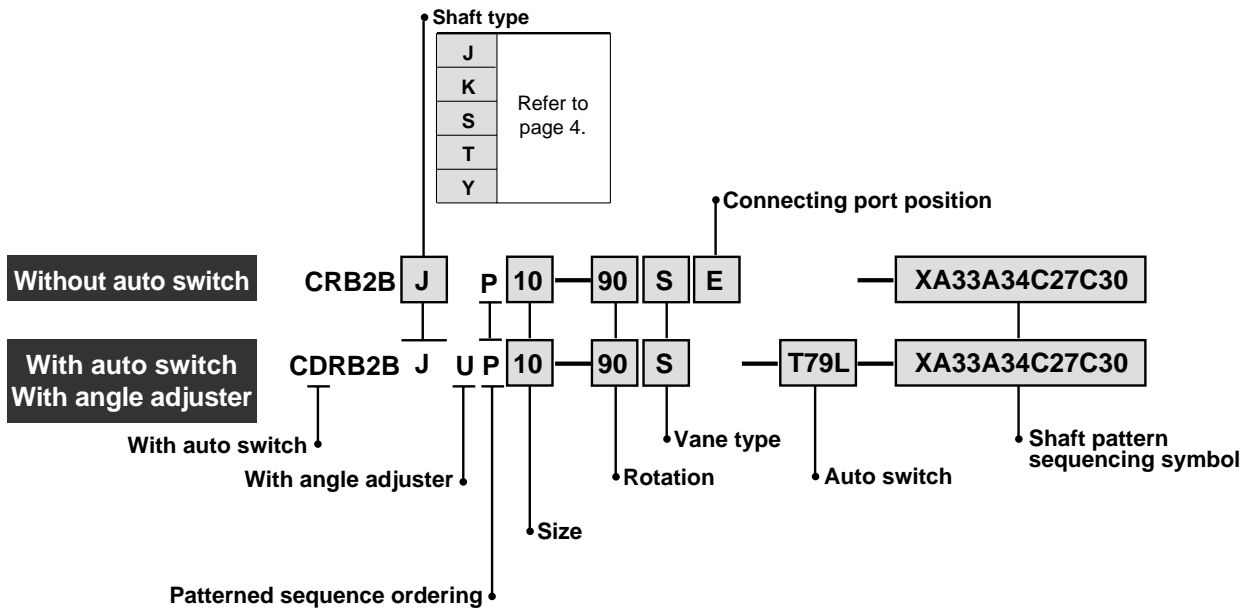 Shaft type
J
K
S
T
Y
Refer to
page 4.
Connecting port position
Without auto switch
CRB2B J P 10 — 90 S E — XA33A34C27C30
With auto switch
With angle adjuster
CDRB2B J U P 10 — 90 S — T79L — XA33A34C27C30
With auto switch
Vane type
Shaft pattern
sequencing symbol
With angle adjuster
Rotation
Auto switch
Size
Patterned sequence ordering